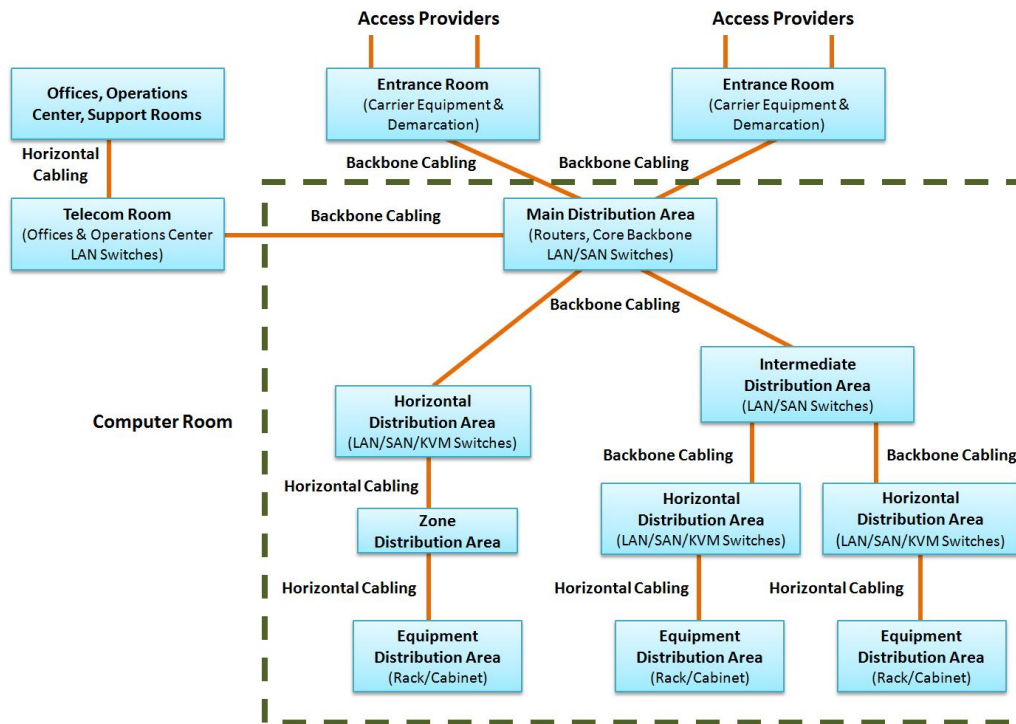 Access Providers
Access Providers
Entrance Room
(Carrier Equipment &
Demarcation)
Entrance Room
(Carrier Equipment &
Demarcation)
Offices, Operations
Center, Support Rooms
Horizontal
Cabling
Backbone Cabling
Backbone Cabling
Telecom Room
(Offices & Operations Center
LAN Switches)
Backbone Cabling
Main Distribution Area
(Routers, Core Backbone
LAN/SAN Switches)
Backbone Cabling
Computer Room
Horizontal
Distribution Area
(LAN/SAN/KVM Switches)
Intermediate
Distribution Area
(LAN/SAN Switches)
Horizontal Cabling
Backbone Cabling
Backbone Cabling
Zone
Distribution Area
Horizontal
Distribution Area
(LAN/SAN/KVM Switches)
Horizontal
Distribution Area
(LAN/SAN/KVM Switches)
Horizontal Cabling
Horizontal Cabling
Horizontal Cabling
Equipment
Distribution Area
(Rack/Cabinet)
Equipment
Distribution Area
(Rack/Cabinet)
Equipment
Distribution Area
(Rack/Cabinet)